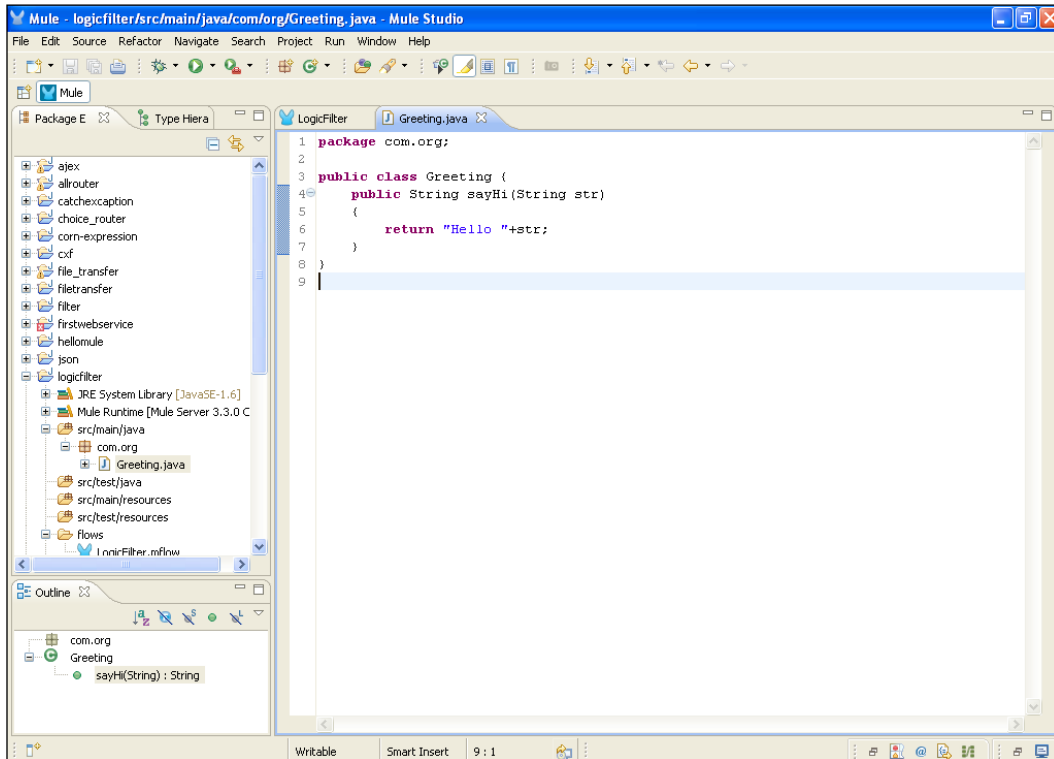 Mule - logicfilter/src/main/java/com/org/Greeting.java - Mule Studio
File Edit Source Refactor Navigate Search Project Run Window Help
Mule
Package E
Type Hiera
ajex
allrouter
catchexcaption
choice_router
corn-expression
cxf
file_transfer
filetransfer
filter
firstwebservice
hellomule
json
logicfilter
JRE System Library [JavaSE-1.6]
Mule Runtime [Mule Server 3.3.0 C
src/main/java
com.org
Greeting.java
src/test/java
src/main/resources
src/test/resources
flows
LogicFilter.mflow
Outline
com.org
Greeting
sayHi(String) : String
LogicFilter
Greeting.java
1 package com.org;
2
3 public class Greeting {
4 public String sayHi(String str)
5 {
6 return "Hello "+str;
7 }
8 }
9
Writable Smart Insert 9 : 1